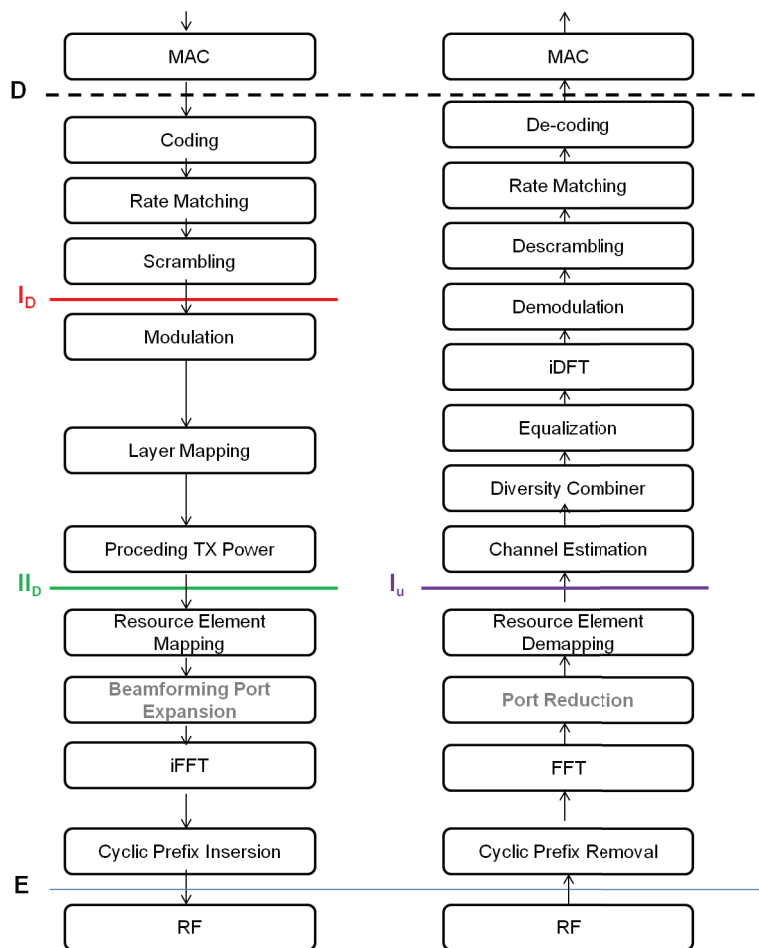 MAC
D
Coding
Rate Matching
Scrambling
I_D
Modulation
Layer Mapping
Proceding TX Power
II_D
Resource Element
Mapping
Beamforming Port
Expansion
iFFT
Cyclic Prefix Insersion
E
RF
MAC
De-coding
Rate Matching
Descrambling
Demodulation
iDFT
Equalization
Diversity Combiner
Channel Estimation
I_u
Resource Element
Demapping
Port Reduction
FFT
Cyclic Prefix Removal
RF